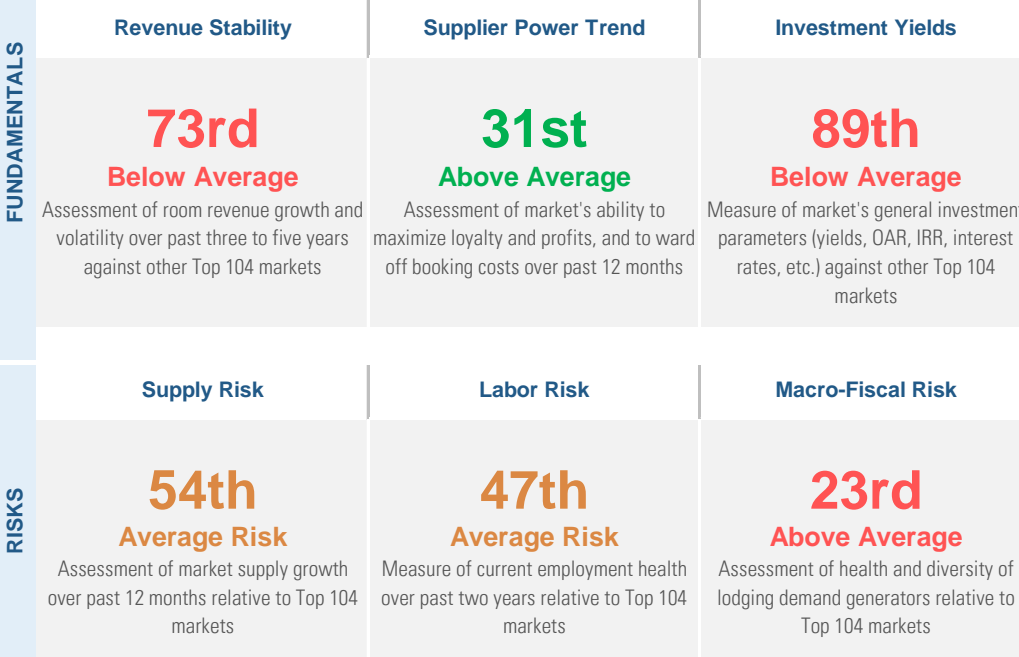 FUNDAMENTALS
Revenue Stability
73rd
Below Average
Assessment of room revenue growth and
volatility over past three to five years
against other Top 104 markets
Supplier Power Trend
31st
Above Average
Assessment of market's ability to
maximize loyalty and profits, and to ward
off booking costs over past 12 months
Investment Yields
89th
Below Average
Measure of market's general investment
parameters (yields, OAR, IRR, interest
rates, etc.) against other Top 104
markets
RISKS
Supply Risk
54th
Average Risk
Assessment of market supply growth
over past 12 months relative to Top 104
markets
Labor Risk
47th
Average Risk
Measure of current employment health
over past two years relative to Top 104
markets
Macro-Fiscal Risk
23rd
Above Average
Assessment of health and diversity of
lodging demand generators relative to
Top 104 markets